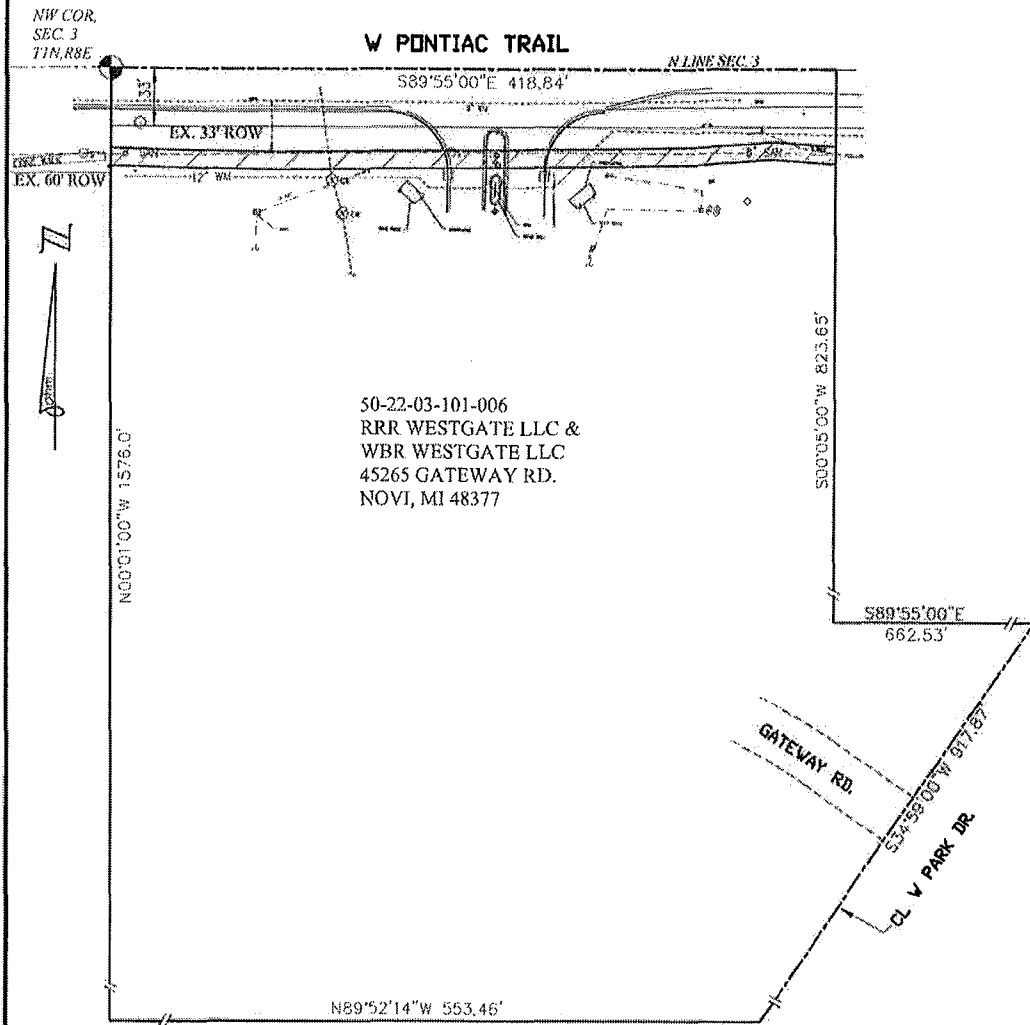 NW COR,
SEC. 3
T1N,R8E
W PONTIAC TRAIL
N LINE SEC. 3
S89°55'00"E 418.84'
33'
EX. 33' ROW
EX. 60' ROW
12" WM
8" SAN
N
N00°01'00"W 1576.0'
S00°05'00"W 823.65'
50-22-03-101-006
RRR WESTGATE LLC &
WBR WESTGATE LLC
45265 GATEWAY RD.
NOVI, MI 48377
S89°55'00"E
662.53'
GATEWAY RD.
S34°59'00"W 917.87'
CL W PARK DR.
N89°52'14"W 553.46'